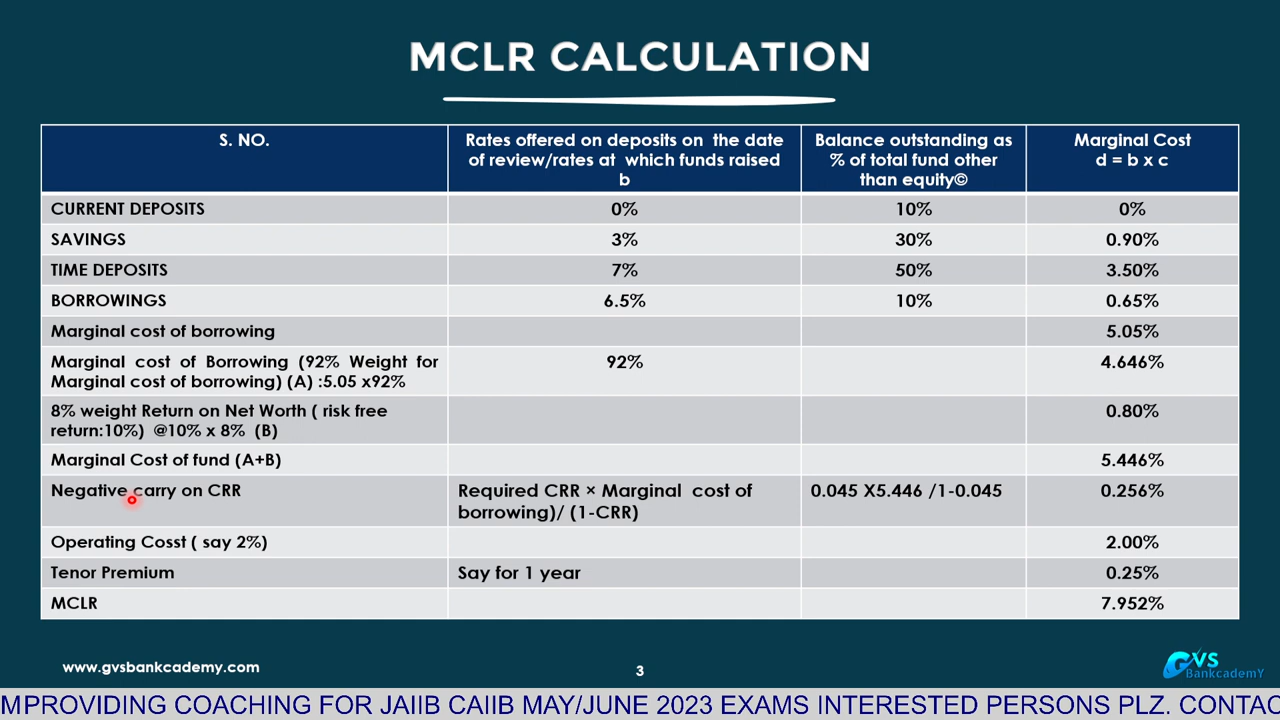 MCLR CALCULATION
S. NO.
Rates offered on deposits on the date
of review/rates at which funds raised
b
Balance outstanding as
% of total fund other
than equity©
Marginal Cost
d = b x c
CURRENT DEPOSITS 0% 10% 0%
SAVINGS 3% 30% 0.90%
TIME DEPOSITS 7% 50% 3.50%
BORROWINGS 6.5% 10% 0.65%
Marginal cost of borrowing 5.05%
Marginal cost of Borrowing (92% Weight for
Marginal cost of borrowing) (A) :5.05 x92%
92% 4.646%
8% weight Return on Net Worth ( risk free
return:10%) @10% x 8% (B)
0.80%
Marginal Cost of fund (A+B) 5.446%
Negative carry on CRR
Required CRR × Marginal cost of
borrowing)/ (1-CRR)
0.045 X5.446 /1-0.045 0.256%
Operating Cosst ( say 2%) 2.00%
Tenor Premium Say for 1 year 0.25%
MCLR 7.952%
www.gvsbankcademy.com
3
GVS
BankcademY
MPROVIDING COACHING FOR JAIIB CAIIB MAY/JUNE 2023 EXAMS INTERESTED PERSONS PLZ. CONTAC